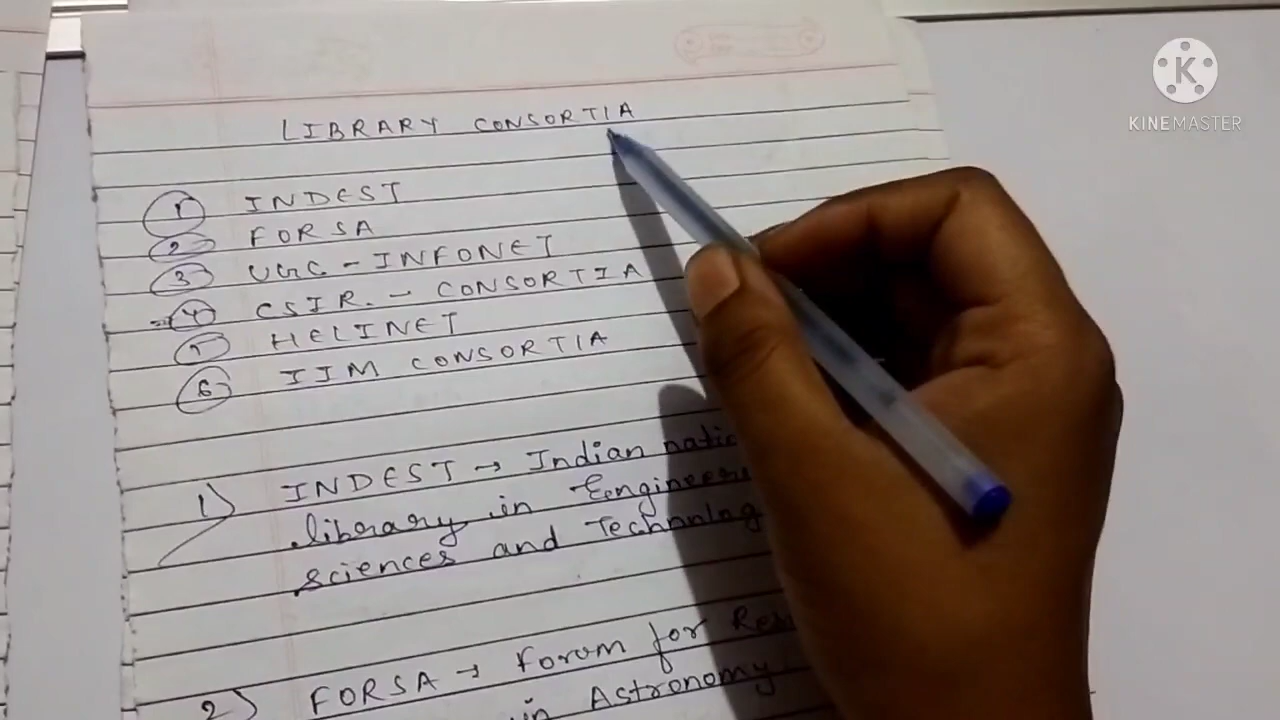 LIBRARY CONSORTIA
1 INDEST
2 FORSA
3 UGC - INFONET
4 CSIR. - CONSORTIA
5 HELINET
6 IIM CONSORTIA
1) INDEST → Indian
library in
sciences and
2) FORSA → Forum for
in Astronomy
K
KINEMASTER